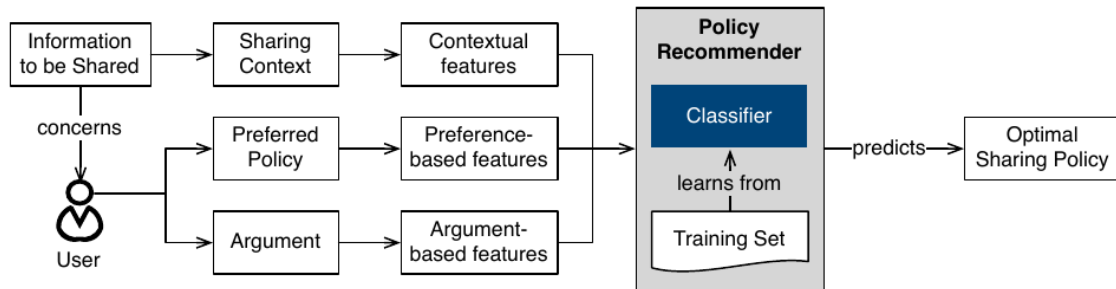 Information
to be Shared
Sharing
Context
Contextual
features
Policy
Recommender
Classifier
concerns
Preferred
Policy
Preference-
based features
predicts
Optimal
Sharing Policy
learns from
User
Argument
Argument-
based features
Training Set